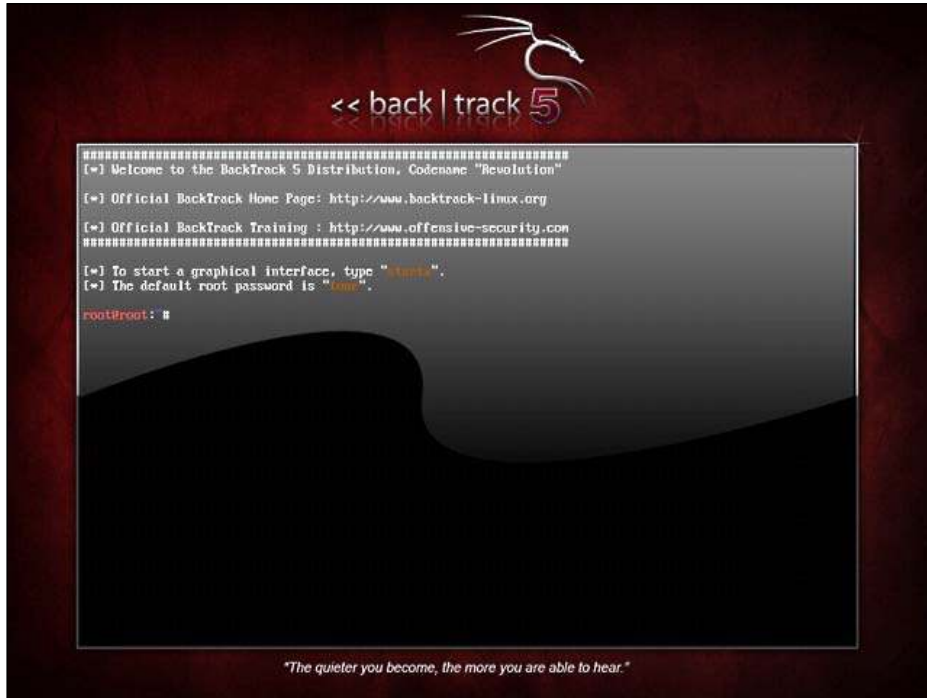 << back | track 5
####################################################################
[*] Welcome to the BackTrack 5 Distribution, Codename "Revolution"
[*] Official BackTrack Home Page: http://www.backtrack-linux.org
[*] Official BackTrack Training : http://www.offensive-security.com
####################################################################
[*] To start a graphical interface, type "startx".
[*] The default root password is "toor".
root@root: #
"The quieter you become, the more you are able to hear."